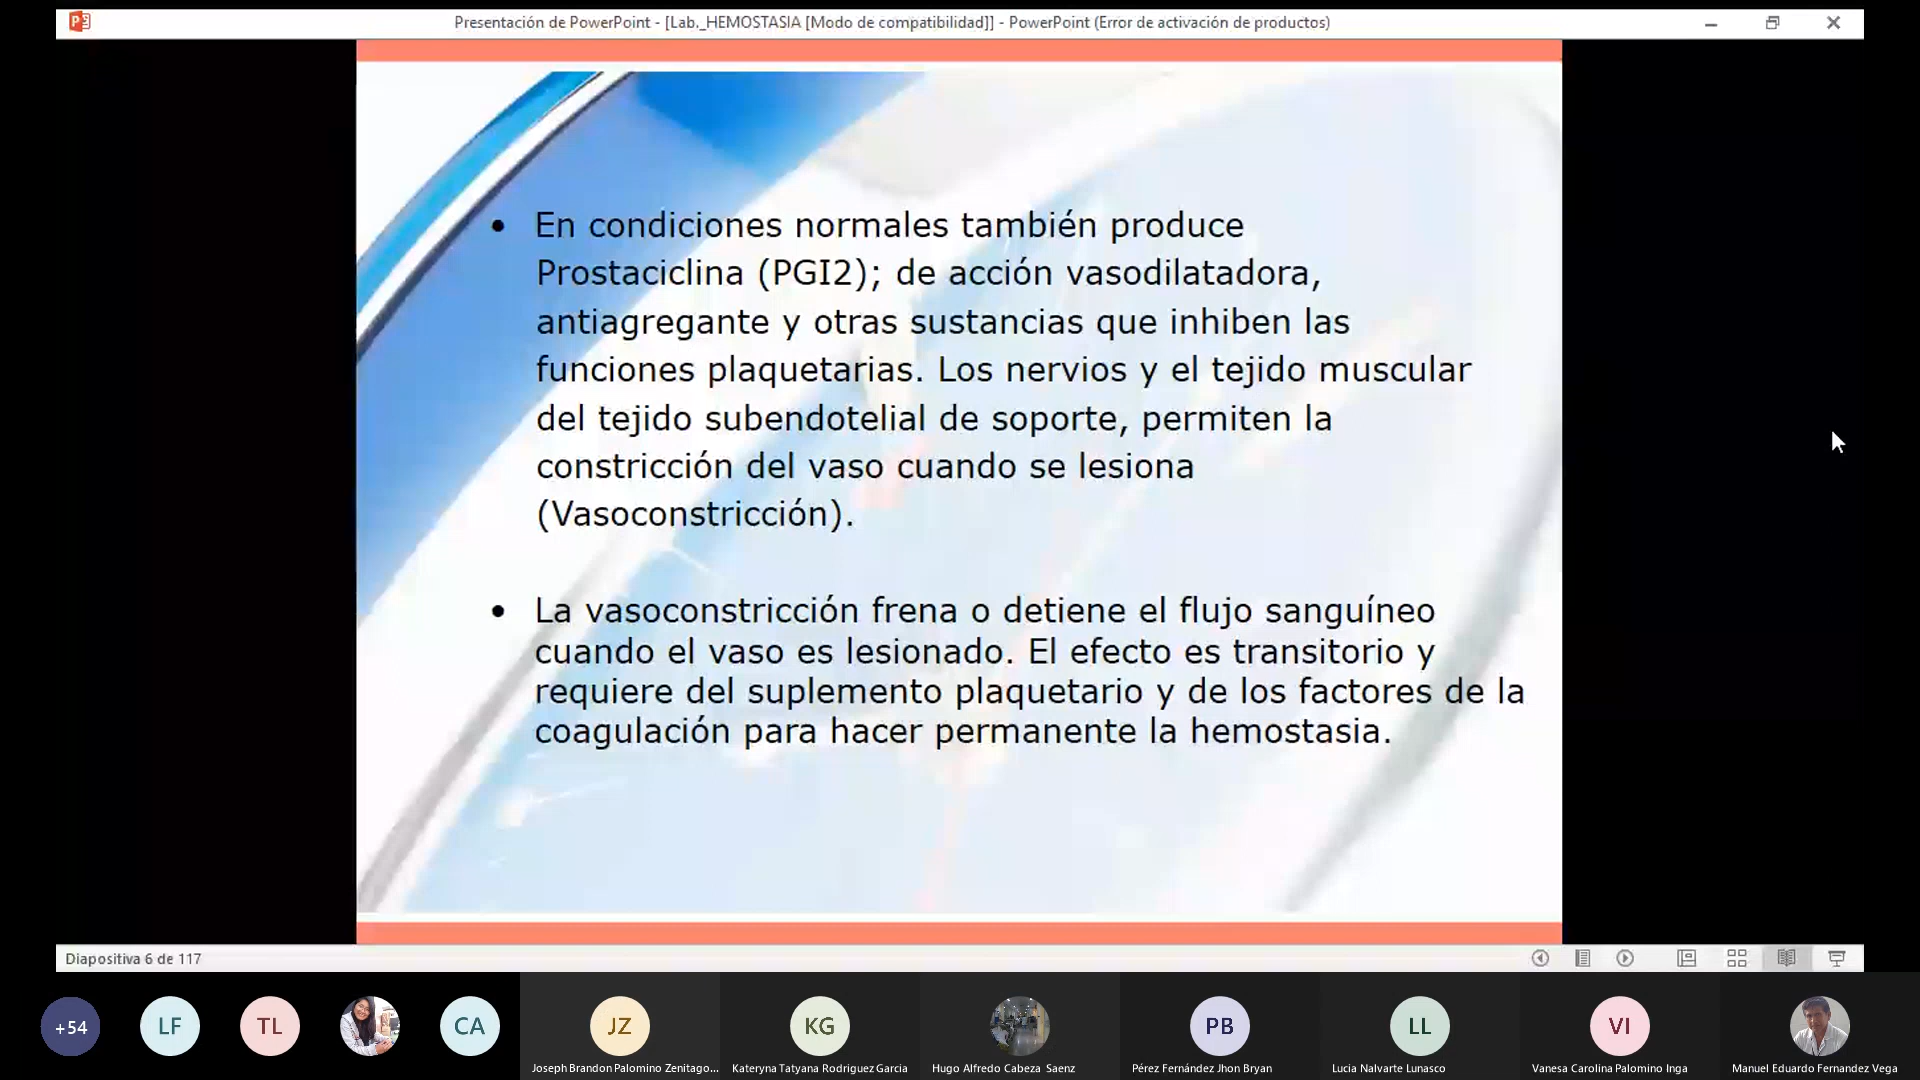 Presentación de PowerPoint - [Lab._HEMOSTASIA [Modo de compatibilidad]] - PowerPoint (Error de activación de productos)
• En condiciones normales también produce
Prostaciclina (PGI2); de acción vasodilatadora,
antiagregante y otras sustancias que inhiben las
funciones plaquetarias. Los nervios y el tejido muscular
del tejido subendotelial de soporte, permiten la
constricción del vaso cuando se lesiona
(Vasoconstricción).
• La vasoconstricción frena o detiene el flujo sanguíneo
cuando el vaso es lesionado. El efecto es transitorio y
requiere del suplemento plaquetario y de los factores de la
coagulación para hacer permanente la hemostasia.
Diapositiva 6 de 117
+54 LF TL CA JZ KG PB LL VI
Joseph Brandon Palomino Zenitago... Kateryna Tatyana Rodriguez Garcia Hugo Alfredo Cabeza Saenz Pérez Fernández Jhon Bryan Lucia Nalvarte Lunasco Vanesa Carolina Palomino Inga Manuel Eduardo Fernandez Vega